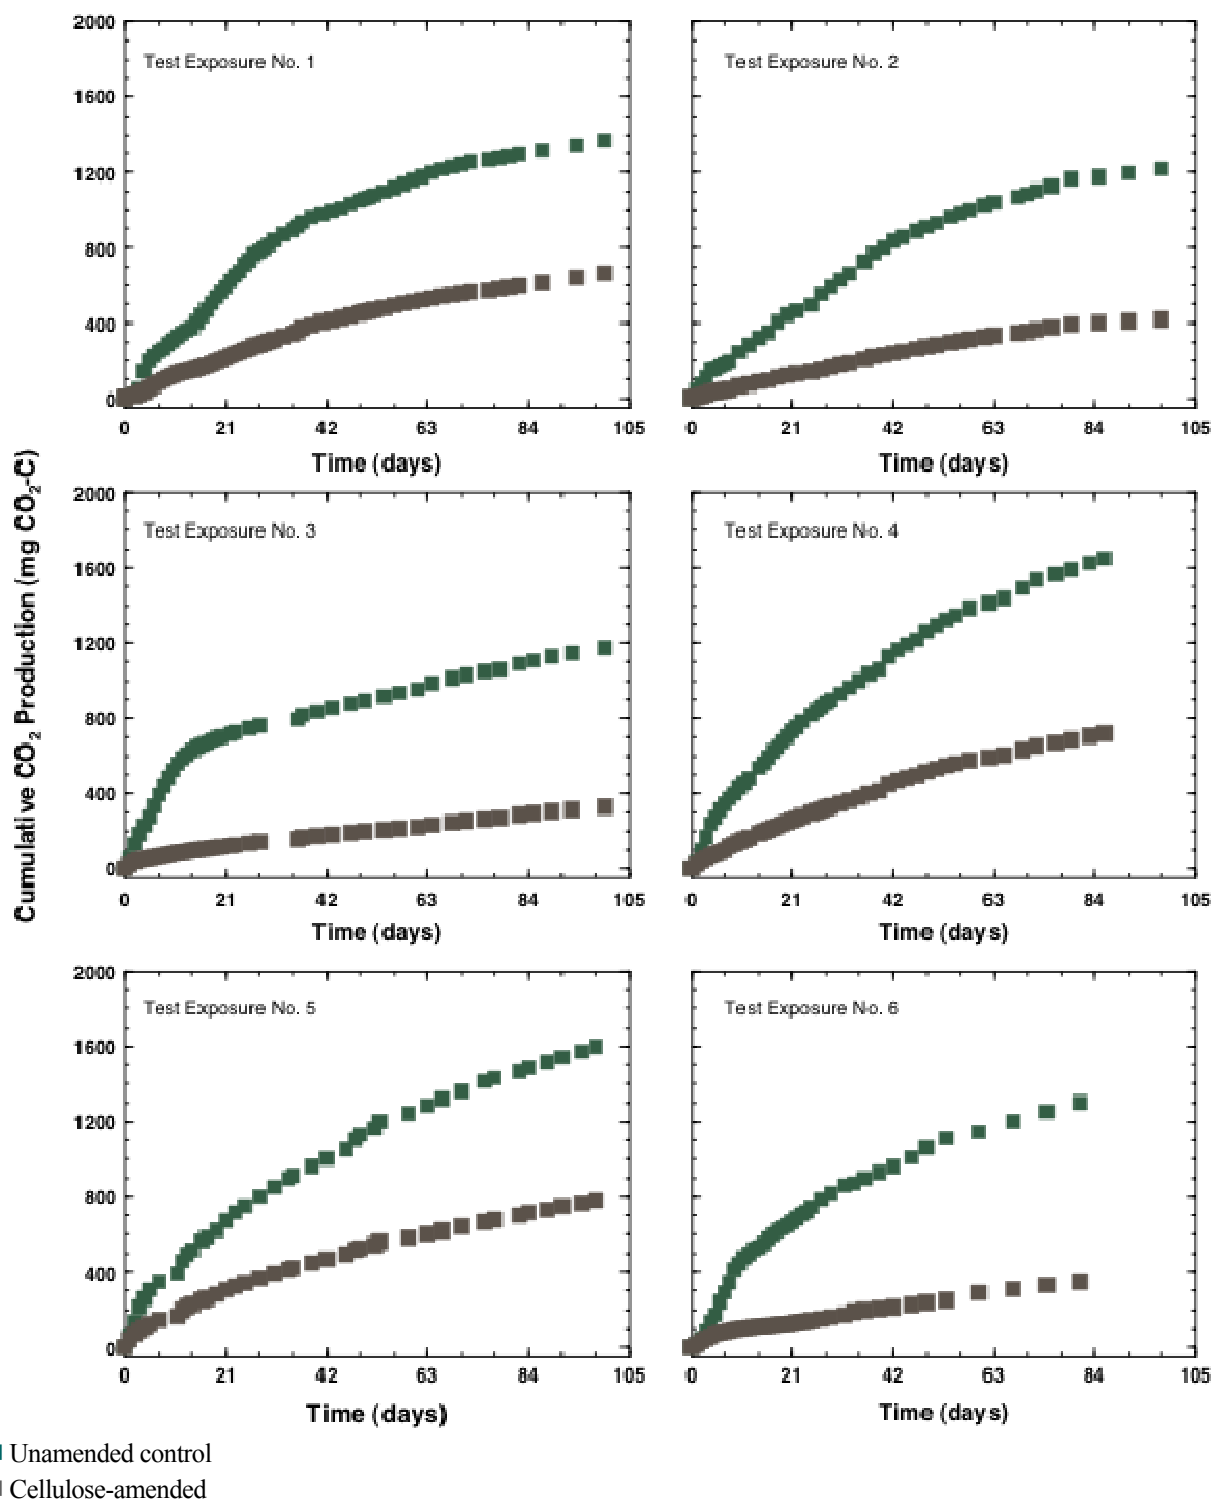 2000
1600
1200
800
400
0
Test Exposure No. 1
0 21 42 63 84 105
Time (days)
Test Exposure No. 2
0 21 42 63 84 105
Time (days)
Cumulative CO₂ Production (mg CO₂-C)
2000
1600
1200
800
400
0
Test Exposure No. 3
0 21 42 63 84 105
Time (days)
Test Exposure No. 4
0 21 42 63 84 105
Time (days)
2000
1600
1200
800
400
0
Test Exposure No. 5
0 21 42 63 84 105
Time (days)
Test Exposure No. 6
0 21 42 63 84 105
Time (days)
Unamended control
Cellulose-amended